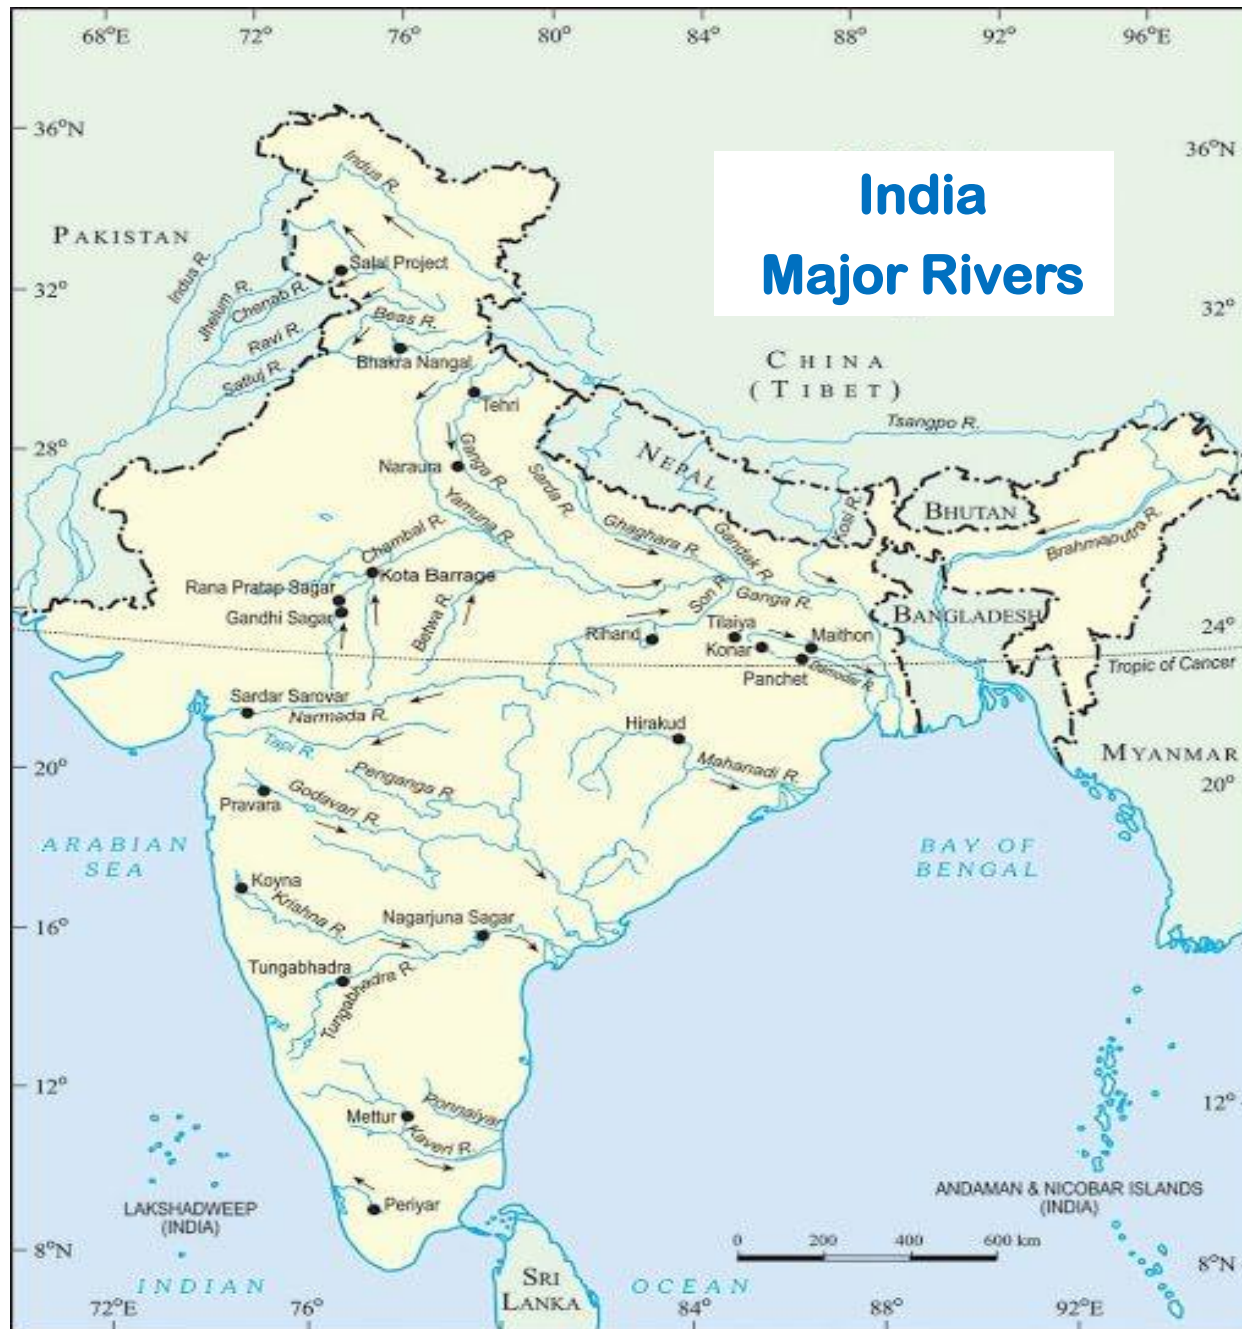 68°E 72° 76° 80° 84° 88° 92° 96°E
36°N
36°N
India
Major Rivers
Indus R.
PAKISTAN
Indus R.
Salal Project
32°
32°
Jhelum R.
Chenab R.
Beas R.
Ravi R.
Bhakra Nangal
Satluj R.
CHINA
(TIBET)
Tehri
Tsangpo R.
28°
28°
Naraura
Ganga R.
Sarda R.
NEPAL
Yamuna R.
Kosi R.
BHUTAN
Chambal R.
Ghaghara R.
Gandak R.
Brahmaputra R.
Rana Pratap Sagar
Kota Barrage
Gandhi Sagar
Betwa R.
Son R.
Ganga R.
BANGLADESH
24°
24°
Rihand
Tilaiya
Maithon
Konar
Panchet
Damodar R.
Tropic of Cancer
Sardar Sarovar
Narmada R.
Hirakud
Tapi R.
Mahanadi R.
MYANMAR
20°
20°
Penganga R.
Pravara
Godavari R.
ARABIAN
SEA
BAY OF
BENGAL
Koyna
Krishna R.
Nagarjuna Sagar
16°
Tungabhadra
Tungabhadra R.
12°
12°
Mettur
Ponnaiyar
Kaveri R.
LAKSHADWEEP
(INDIA)
Periyar
ANDAMAN & NICOBAR ISLANDS
(INDIA)
0 200 400 600 km
8°N
8°N
INDIAN
SRI
LANKA
OCEAN
72°E 76° 84° 88° 92°E